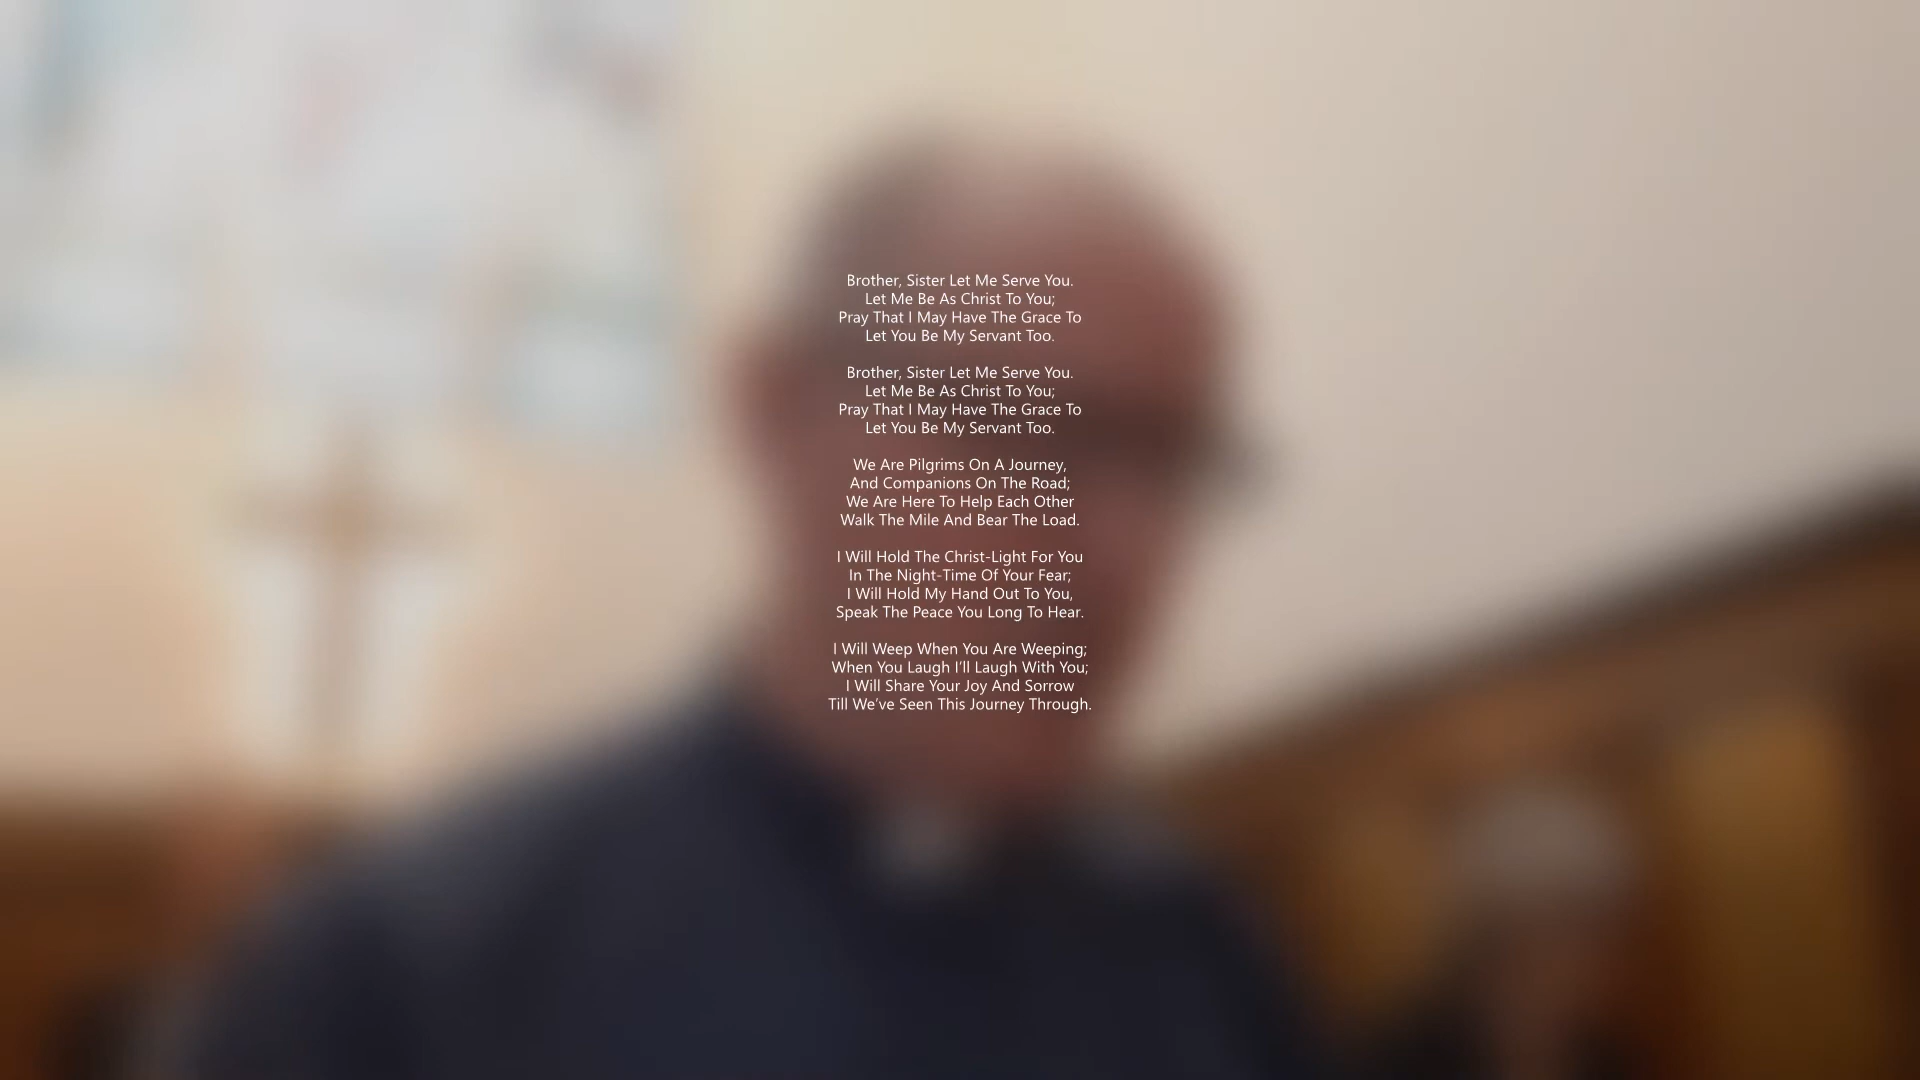 Brother, Sister Let Me Serve You.
Let Me Be As Christ To You;
Pray That I May Have The Grace To
Let You Be My Servant Too.
Brother, Sister Let Me Serve You.
Let Me Be As Christ To You;
Pray That I May Have The Grace To
Let You Be My Servant Too.
We Are Pilgrims On A Journey,
And Companions On The Road;
We Are Here To Help Each Other
Walk The Mile And Bear The Load.
I Will Hold The Christ-Light For You
In The Night-Time Of Your Fear;
I Will Hold My Hand Out To You,
Speak The Peace You Long To Hear.
I Will Weep When You Are Weeping;
When You Laugh I’ll Laugh With You;
I Will Share Your Joy And Sorrow
Till We’ve Seen This Journey Through.